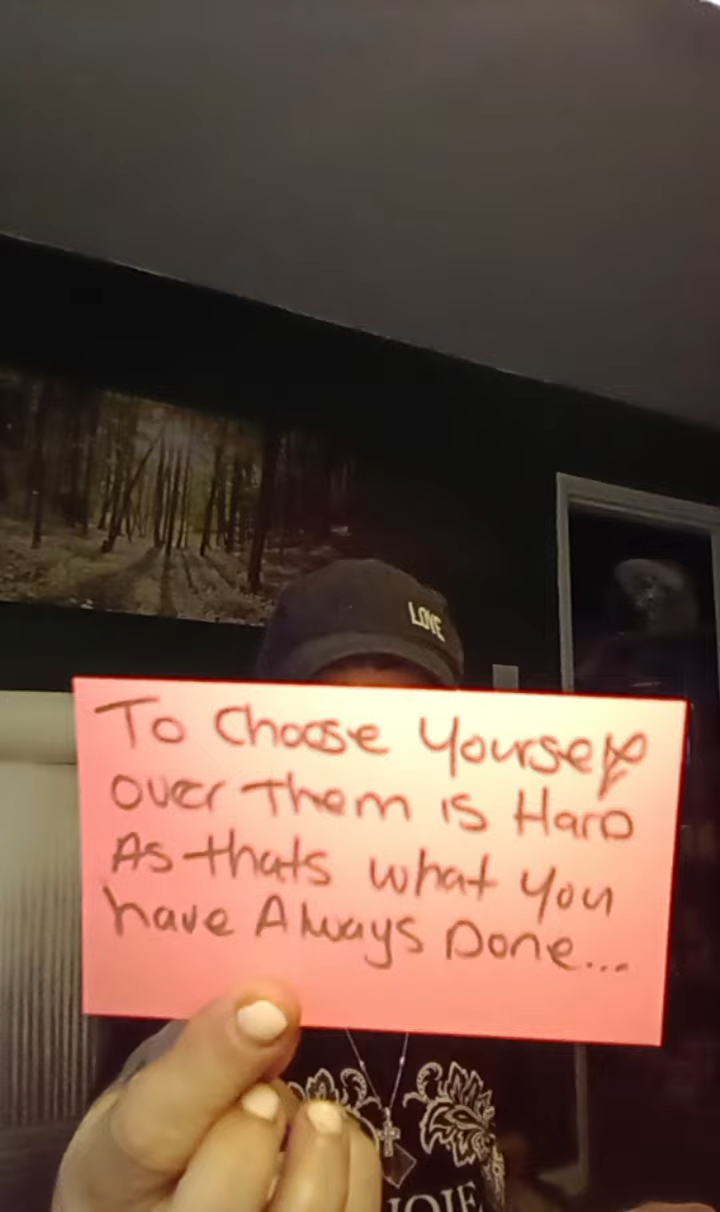 LOVE
To Choose Yourself
over Them is Hard
As thats what you
have Always Done...